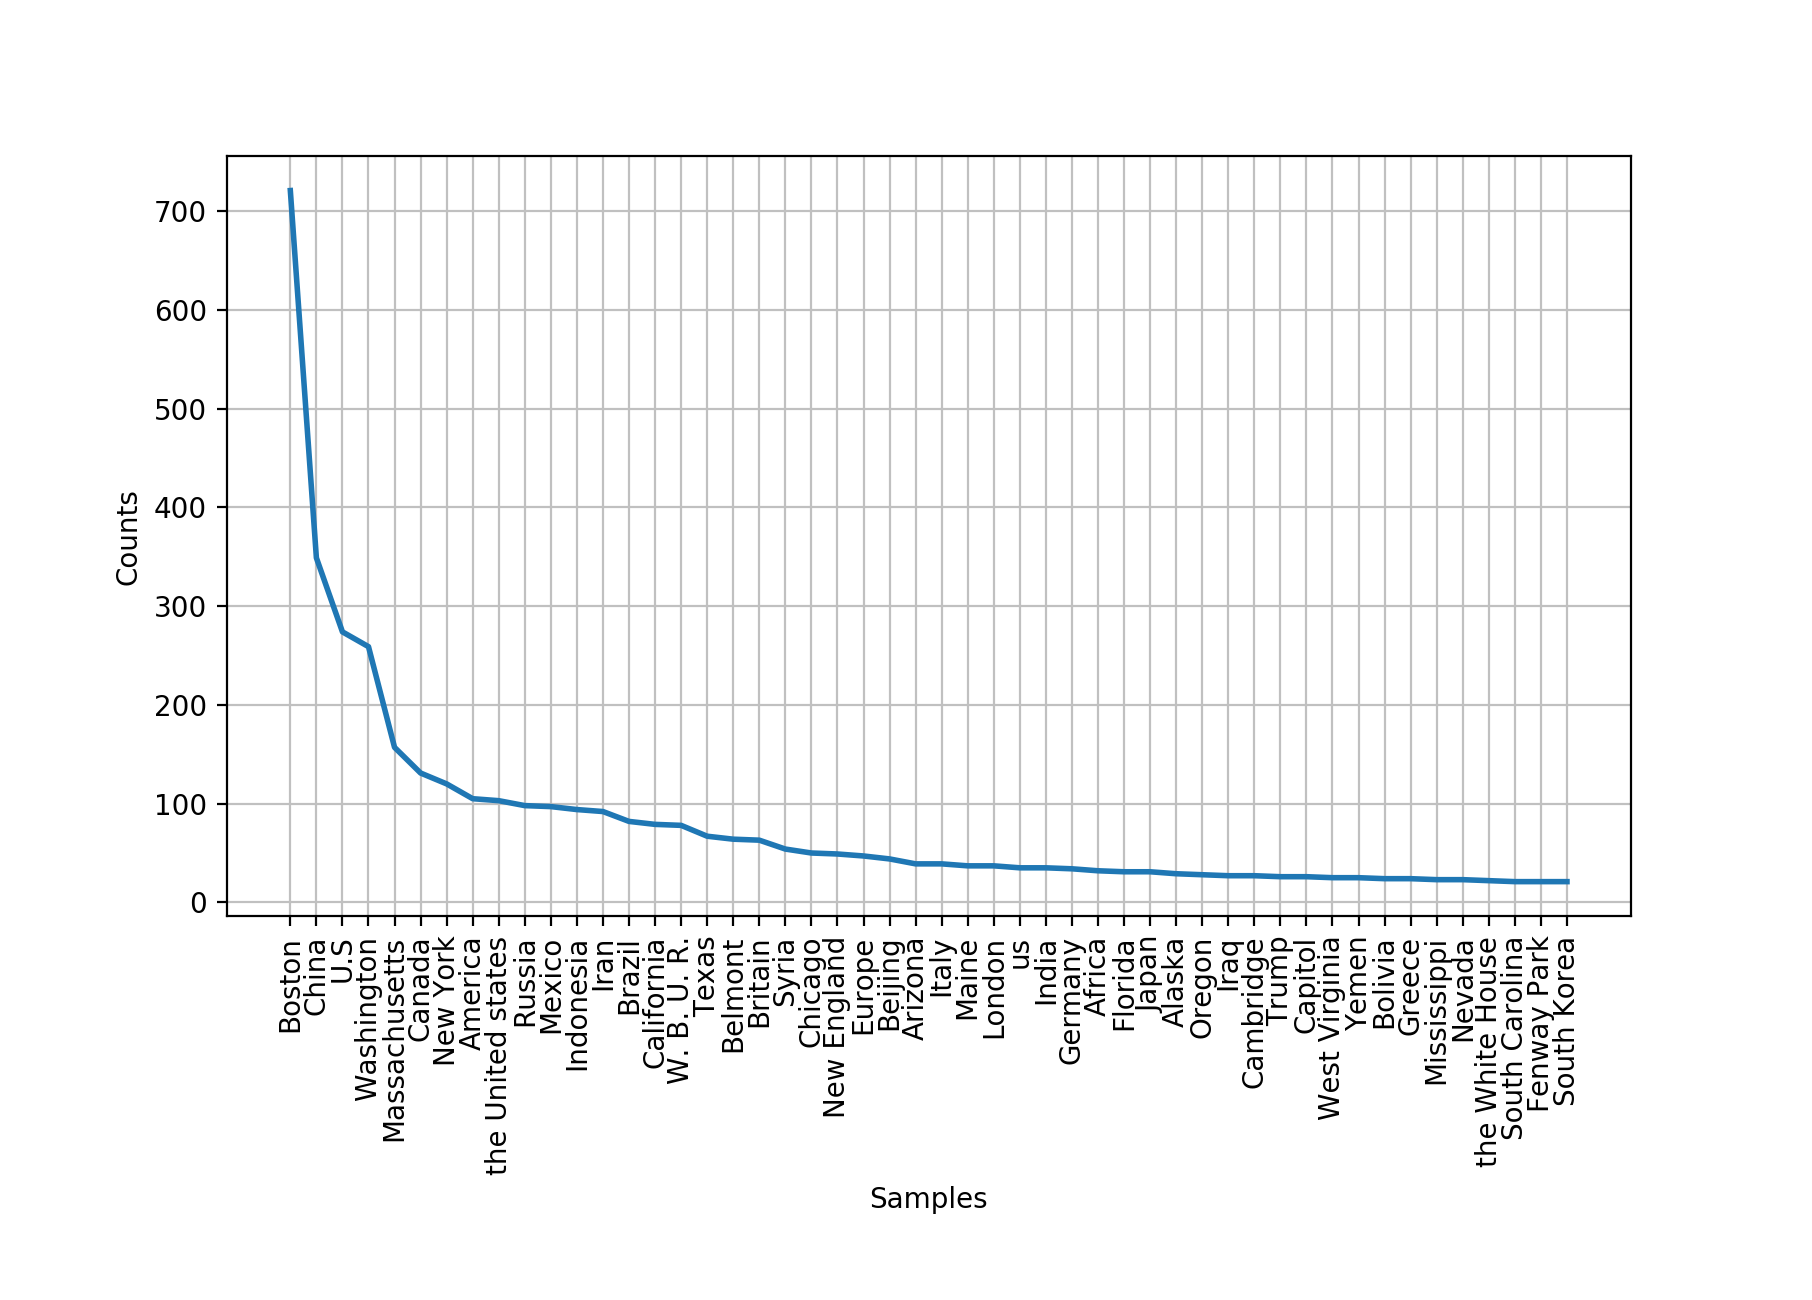 700
600
500
400
300
200
100
0
Counts
Boston
China
U.S
Washington
Massachusetts
Canada
New York
America
the United states
Russia
Mexico
Indonesia
Iran
Brazil
California
W. B. U. R.
Texas
Belmont
Britain
Syria
Chicago
New England
Europe
Beijing
Arizona
Italy
Maine
London
us
India
Germany
Africa
Florida
Japan
Alaska
Oregon
Iraq
Cambridge
Trump
Capitol
West Virginia
Yemen
Bolivia
Greece
Mississippi
Nevada
the White House
South Carolina
Fenway Park
South Korea
Samples